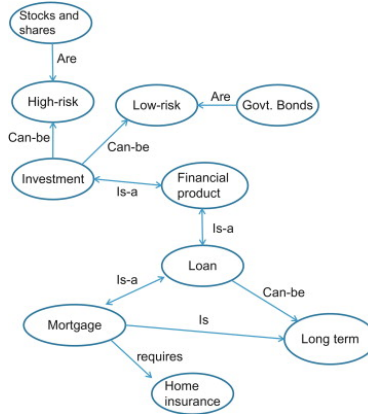 Stocks and
shares
Are
High-risk
Low-risk
Are
Govt. Bonds
Can-be
Can-be
Investment
Is-a
Financial
product
Is-a
Is-a
Loan
Can-be
Mortgage
Is
Long term
requires
Home
insurance